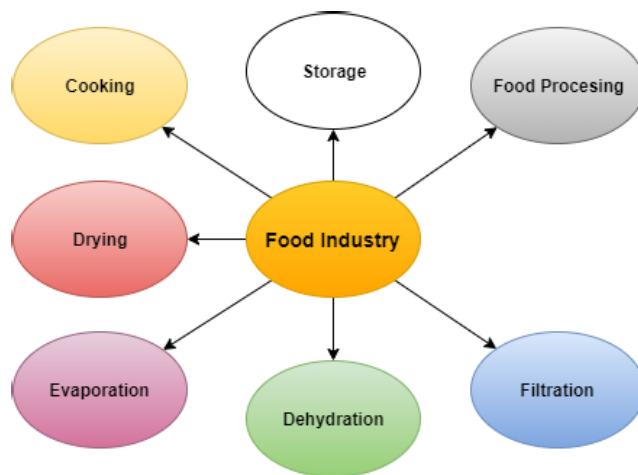 Storage
Cooking
Food Procesing
Drying
Food Industry
Evaporation
Dehydration
Filtration